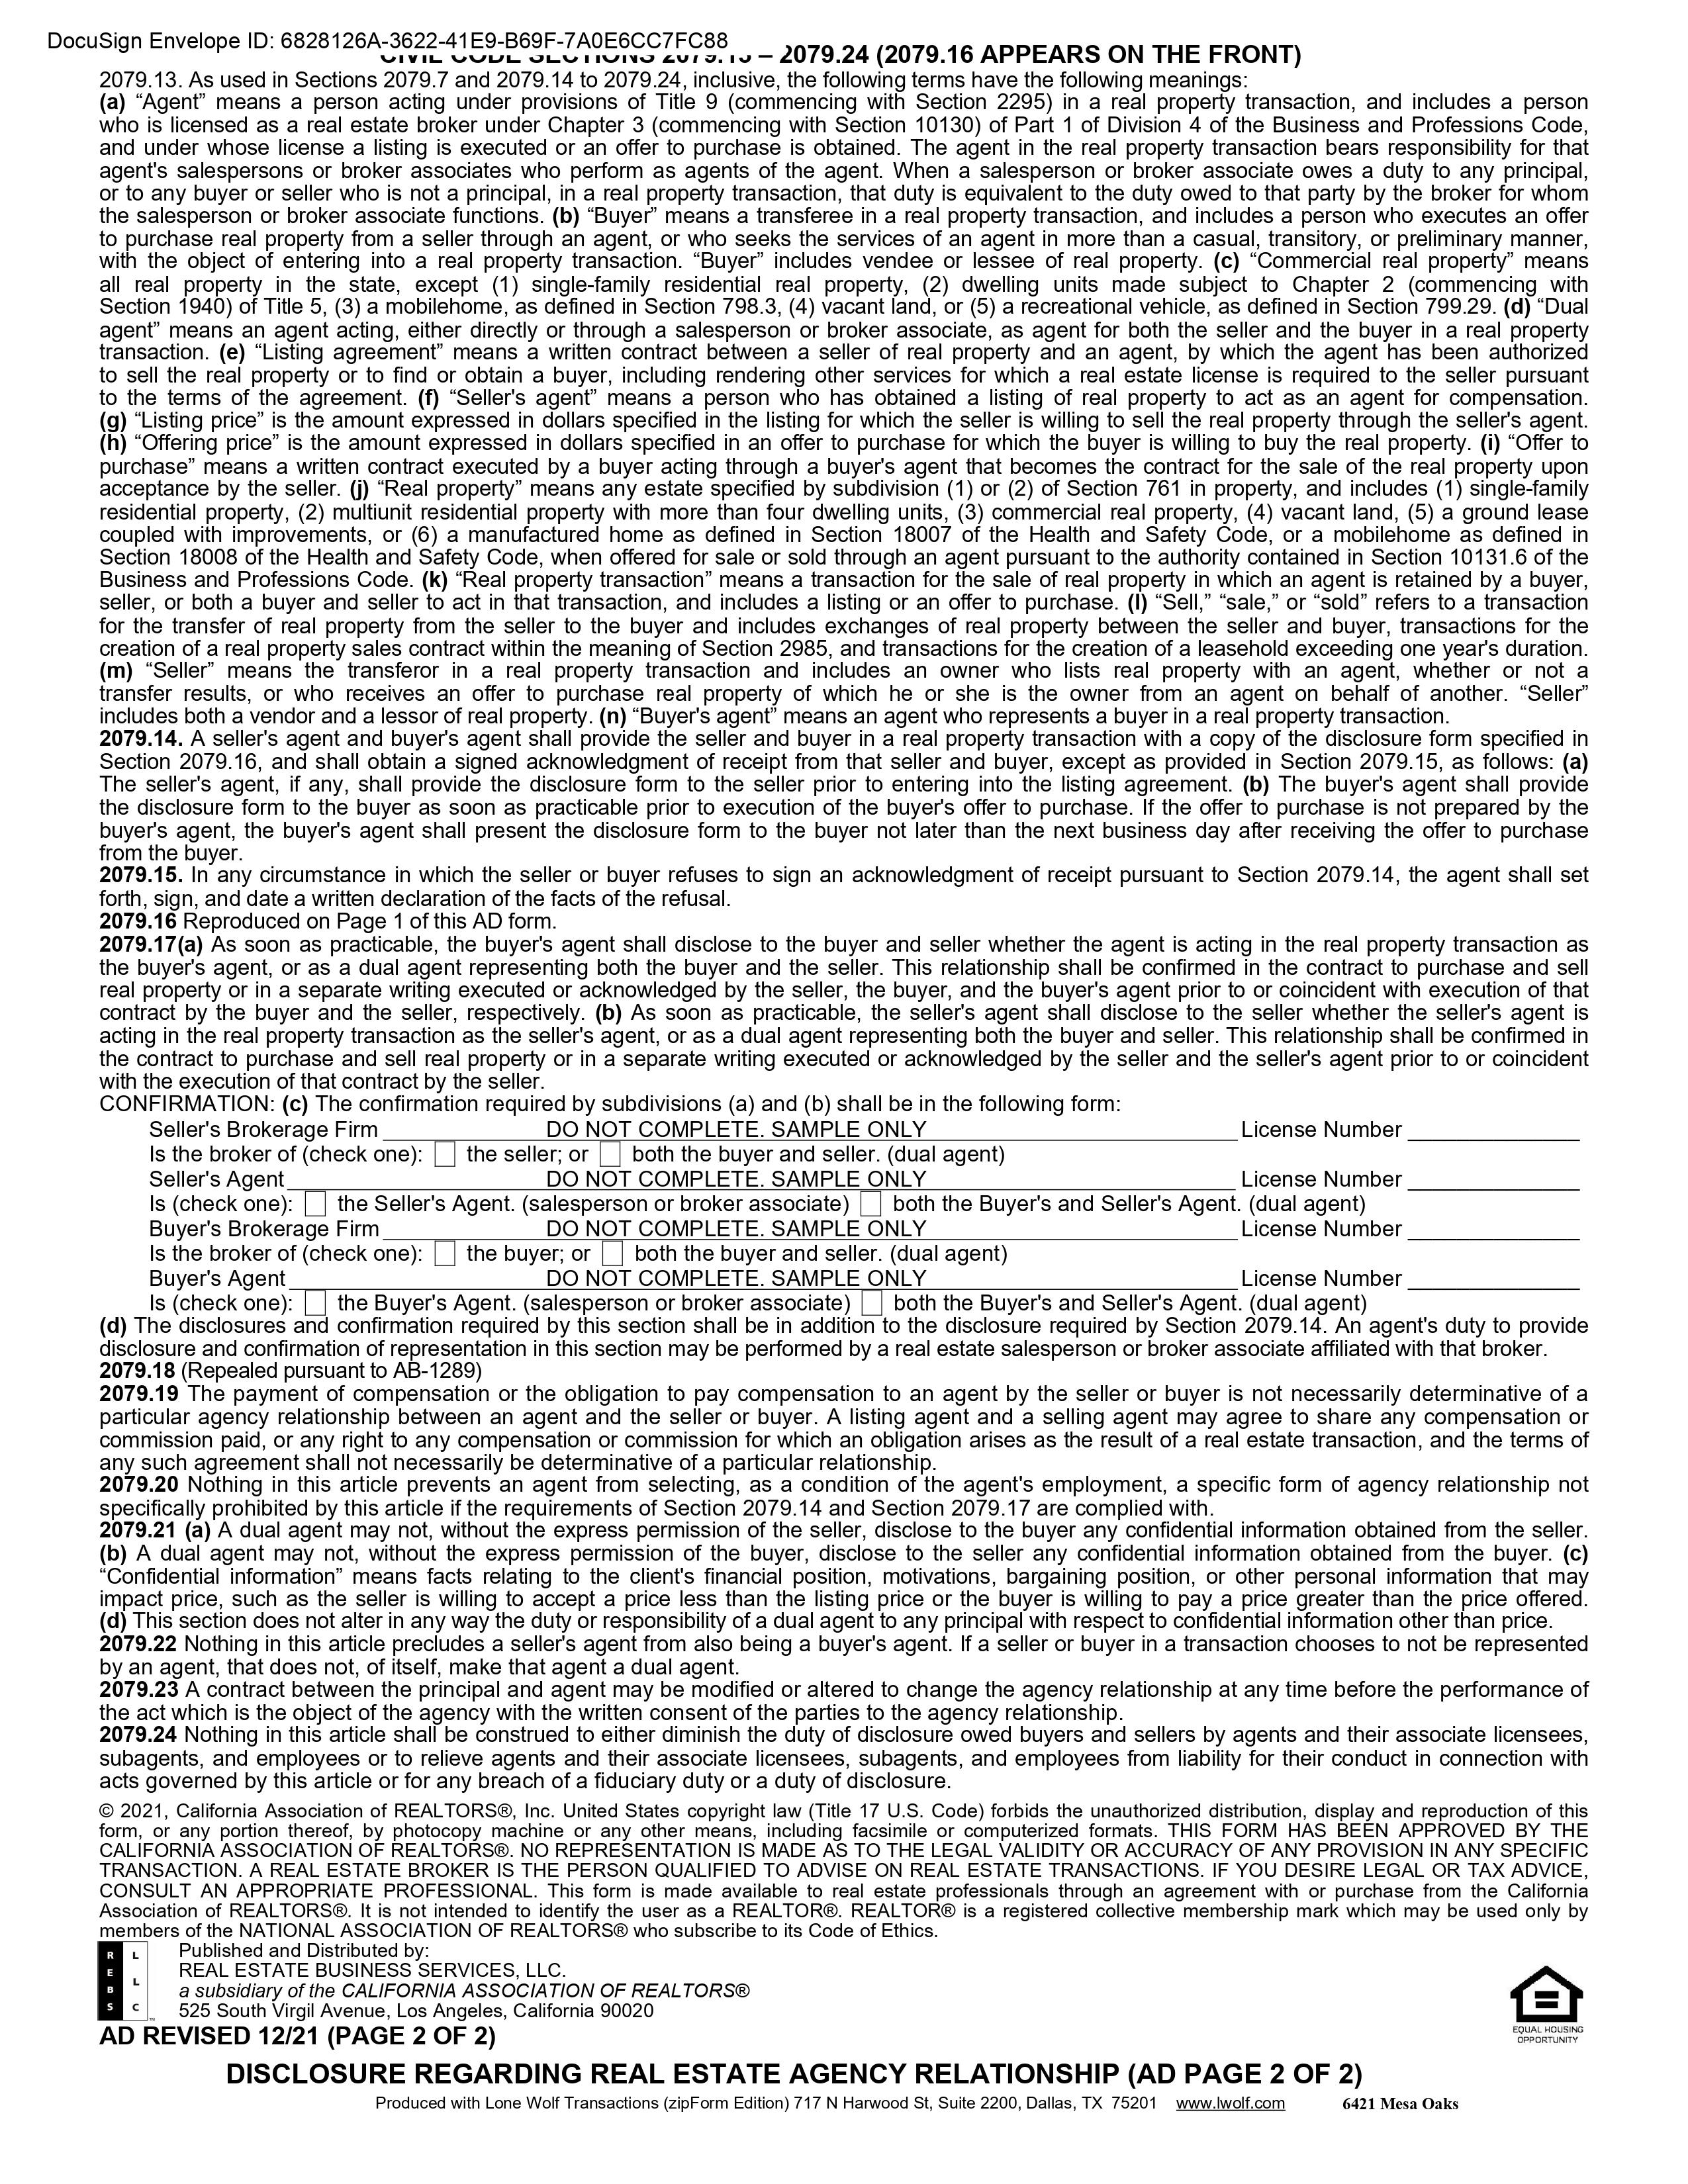 DocuSign Envelope ID: 6828126A-3622-41E9-B69F-7A0E6CC7FC88
CIVIL CODE SECTIONS 2079.13 – 2079.24 (2079.16 APPEARS ON THE FRONT)
2079.13. As used in Sections 2079.7 and 2079.14 to 2079.24, inclusive, the following terms have the following meanings:
(a) “Agent” means a person acting under provisions of Title 9 (commencing with Section 2295) in a real property transaction, and includes a person
who is licensed as a real estate broker under Chapter 3 (commencing with Section 10130) of Part 1 of Division 4 of the Business and Professions Code,
and under whose license a listing is executed or an offer to purchase is obtained. The agent in the real property transaction bears responsibility for that
agent's salespersons or broker associates who perform as agents of the agent. When a salesperson or broker associate owes a duty to any principal,
or to any buyer or seller who is not a principal, in a real property transaction, that duty is equivalent to the duty owed to that party by the broker for whom
the salesperson or broker associate functions. (b) “Buyer” means a transferee in a real property transaction, and includes a person who executes an offer
to purchase real property from a seller through an agent, or who seeks the services of an agent in more than a casual, transitory, or preliminary manner,
with the object of entering into a real property transaction. “Buyer” includes vendee or lessee of real property. (c) “Commercial real property” means
all real property in the state, except (1) single-family residential real property, (2) dwelling units made subject to Chapter 2 (commencing with
Section 1940) of Title 5, (3) a mobilehome, as defined in Section 798.3, (4) vacant land, or (5) a recreational vehicle, as defined in Section 799.29. (d) “Dual
agent” means an agent acting, either directly or through a salesperson or broker associate, as agent for both the seller and the buyer in a real property
transaction. (e) “Listing agreement” means a written contract between a seller of real property and an agent, by which the agent has been authorized
to sell the real property or to find or obtain a buyer, including rendering other services for which a real estate license is required to the seller pursuant
to the terms of the agreement. (f) “Seller's agent” means a person who has obtained a listing of real property to act as an agent for compensation.
(g) “Listing price” is the amount expressed in dollars specified in the listing for which the seller is willing to sell the real property through the seller's agent.
(h) “Offering price” is the amount expressed in dollars specified in an offer to purchase for which the buyer is willing to buy the real property. (i) “Offer to
purchase” means a written contract executed by a buyer acting through a buyer's agent that becomes the contract for the sale of the real property upon
acceptance by the seller. (j) “Real property” means any estate specified by subdivision (1) or (2) of Section 761 in property, and includes (1) single-family
residential property, (2) multiunit residential property with more than four dwelling units, (3) commercial real property, (4) vacant land, (5) a ground lease
coupled with improvements, or (6) a manufactured home as defined in Section 18007 of the Health and Safety Code, or a mobilehome as defined in
Section 18008 of the Health and Safety Code, when offered for sale or sold through an agent pursuant to the authority contained in Section 10131.6 of the
Business and Professions Code. (k) “Real property transaction” means a transaction for the sale of real property in which an agent is retained by a buyer,
seller, or both a buyer and seller to act in that transaction, and includes a listing or an offer to purchase. (l) “Sell,” “sale,” or “sold” refers to a transaction
for the transfer of real property from the seller to the buyer and includes exchanges of real property between the seller and buyer, transactions for the
creation of a real property sales contract within the meaning of Section 2985, and transactions for the creation of a leasehold exceeding one year's duration.
(m) “Seller” means the transferor in a real property transaction and includes an owner who lists real property with an agent, whether or not a
transfer results, or who receives an offer to purchase real property of which he or she is the owner from an agent on behalf of another. “Seller”
includes both a vendor and a lessor of real property. (n) “Buyer's agent” means an agent who represents a buyer in a real property transaction.
2079.14. A seller's agent and buyer's agent shall provide the seller and buyer in a real property transaction with a copy of the disclosure form specified in
Section 2079.16, and shall obtain a signed acknowledgment of receipt from that seller and buyer, except as provided in Section 2079.15, as follows: (a)
The seller's agent, if any, shall provide the disclosure form to the seller prior to entering into the listing agreement. (b) The buyer's agent shall provide
the disclosure form to the buyer as soon as practicable prior to execution of the buyer's offer to purchase. If the offer to purchase is not prepared by the
buyer's agent, the buyer's agent shall present the disclosure form to the buyer not later than the next business day after receiving the offer to purchase
from the buyer.
2079.15. In any circumstance in which the seller or buyer refuses to sign an acknowledgment of receipt pursuant to Section 2079.14, the agent shall set
forth, sign, and date a written declaration of the facts of the refusal.
2079.16 Reproduced on Page 1 of this AD form.
2079.17(a) As soon as practicable, the buyer's agent shall disclose to the buyer and seller whether the agent is acting in the real property transaction as
the buyer's agent, or as a dual agent representing both the buyer and the seller. This relationship shall be confirmed in the contract to purchase and sell
real property or in a separate writing executed or acknowledged by the seller, the buyer, and the buyer's agent prior to or coincident with execution of that
contract by the buyer and the seller, respectively. (b) As soon as practicable, the seller's agent shall disclose to the seller whether the seller's agent is
acting in the real property transaction as the seller's agent, or as a dual agent representing both the buyer and seller. This relationship shall be confirmed in
the contract to purchase and sell real property or in a separate writing executed or acknowledged by the seller and the seller's agent prior to or coincident
with the execution of that contract by the seller.
CONFIRMATION: (c) The confirmation required by subdivisions (a) and (b) shall be in the following form:
Seller's Brokerage Firm DO NOT COMPLETE. SAMPLE ONLY License Number
Is the broker of (check one): the seller; or both the buyer and seller. (dual agent)
Seller's Agent DO NOT COMPLETE. SAMPLE ONLY License Number
Is (check one): the Seller's Agent. (salesperson or broker associate) both the Buyer's and Seller's Agent. (dual agent)
Buyer's Brokerage Firm DO NOT COMPLETE. SAMPLE ONLY License Number
Is the broker of (check one): the buyer; or both the buyer and seller. (dual agent)
Buyer's Agent DO NOT COMPLETE. SAMPLE ONLY License Number
Is (check one): the Buyer's Agent. (salesperson or broker associate) both the Buyer's and Seller's Agent. (dual agent)
(d) The disclosures and confirmation required by this section shall be in addition to the disclosure required by Section 2079.14. An agent's duty to provide
disclosure and confirmation of representation in this section may be performed by a real estate salesperson or broker associate affiliated with that broker.
2079.18 (Repealed pursuant to AB-1289)
2079.19 The payment of compensation or the obligation to pay compensation to an agent by the seller or buyer is not necessarily determinative of a
particular agency relationship between an agent and the seller or buyer. A listing agent and a selling agent may agree to share any compensation or
commission paid, or any right to any compensation or commission for which an obligation arises as the result of a real estate transaction, and the terms of
any such agreement shall not necessarily be determinative of a particular relationship.
2079.20 Nothing in this article prevents an agent from selecting, as a condition of the agent's employment, a specific form of agency relationship not
specifically prohibited by this article if the requirements of Section 2079.14 and Section 2079.17 are complied with.
2079.21 (a) A dual agent may not, without the express permission of the seller, disclose to the buyer any confidential information obtained from the seller.
(b) A dual agent may not, without the express permission of the buyer, disclose to the seller any confidential information obtained from the buyer. (c)
“Confidential information” means facts relating to the client's financial position, motivations, bargaining position, or other personal information that may
impact price, such as the seller is willing to accept a price less than the listing price or the buyer is willing to pay a price greater than the price offered.
(d) This section does not alter in any way the duty or responsibility of a dual agent to any principal with respect to confidential information other than price.
2079.22 Nothing in this article precludes a seller's agent from also being a buyer's agent. If a seller or buyer in a transaction chooses to not be represented
by an agent, that does not, of itself, make that agent a dual agent.
2079.23 A contract between the principal and agent may be modified or altered to change the agency relationship at any time before the performance of
the act which is the object of the agency with the written consent of the parties to the agency relationship.
2079.24 Nothing in this article shall be construed to either diminish the duty of disclosure owed buyers and sellers by agents and their associate licensees,
subagents, and employees or to relieve agents and their associate licensees, subagents, and employees from liability for their conduct in connection with
acts governed by this article or for any breach of a fiduciary duty or a duty of disclosure.
© 2021, California Association of REALTORS®, Inc. United States copyright law (Title 17 U.S. Code) forbids the unauthorized distribution, display and reproduction of this
form, or any portion thereof, by photocopy machine or any other means, including facsimile or computerized formats. THIS FORM HAS BEEN APPROVED BY THE
CALIFORNIA ASSOCIATION OF REALTORS®. NO REPRESENTATION IS MADE AS TO THE LEGAL VALIDITY OR ACCURACY OF ANY PROVISION IN ANY SPECIFIC
TRANSACTION. A REAL ESTATE BROKER IS THE PERSON QUALIFIED TO ADVISE ON REAL ESTATE TRANSACTIONS. IF YOU DESIRE LEGAL OR TAX ADVICE,
CONSULT AN APPROPRIATE PROFESSIONAL. This form is made available to real estate professionals through an agreement with or purchase from the California
Association of REALTORS®. It is not intended to identify the user as a REALTOR®. REALTOR® is a registered collective membership mark which may be used only by
members of the NATIONAL ASSOCIATION OF REALTORS® who subscribe to its Code of Ethics.
REBS LLC™
Published and Distributed by:
REAL ESTATE BUSINESS SERVICES, LLC.
a subsidiary of the CALIFORNIA ASSOCIATION OF REALTORS®
525 South Virgil Avenue, Los Angeles, California 90020
EQUAL HOUSING
OPPORTUNITY
AD REVISED 12/21 (PAGE 2 OF 2)
DISCLOSURE REGARDING REAL ESTATE AGENCY RELATIONSHIP (AD PAGE 2 OF 2)
Produced with Lone Wolf Transactions (zipForm Edition) 717 N Harwood St, Suite 2200, Dallas, TX 75201 www.lwolf.com 6421 Mesa Oaks